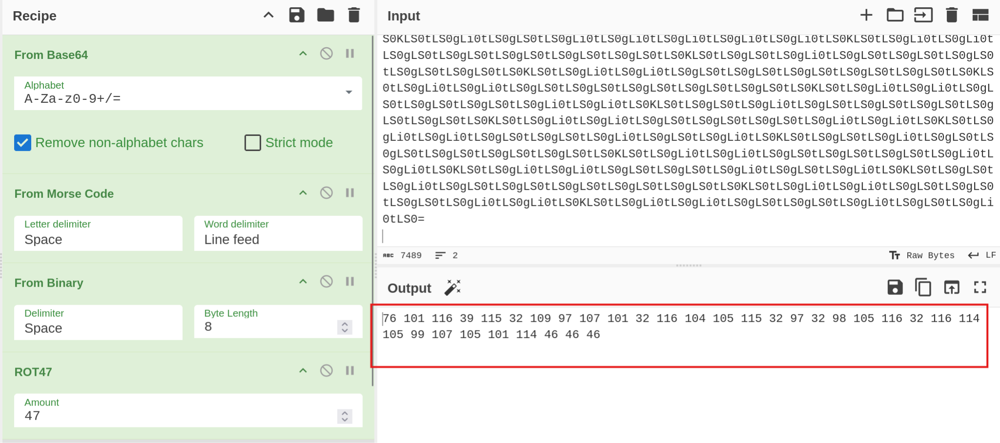 Recipe
From Base64
Alphabet
A-Za-z0-9+/=
Remove non-alphabet chars
Strict mode
From Morse Code
Letter delimiter
Space
Word delimiter
Line feed
From Binary
Delimiter
Space
Byte Length
8
ROT47
Amount
47
Input
S0KLS0tLS0gLi0tLS0gLS0tLS0gLi0tLS0gLi0tLS0gLi0tLS0gLi0tLS0gLi0tLS0KLS0tLS0gLi0tLS0gLi0t
LS0gLS0tLS0gLS0tLS0gLS0tLS0gLS0tLS0gLS0tLS0KLS0tLS0gLS0tLS0gLi0tLS0gLS0tLS0gLS0tLS0gLS0
tLS0gLS0tLS0gLS0tLS0KLS0tLS0gLi0tLS0gLi0tLS0gLS0tLS0gLS0tLS0gLS0tLS0gLS0tLS0gLS0tLS0KLS
0tLS0gLi0tLS0gLi0tLS0gLS0tLS0gLS0tLS0gLS0tLS0gLS0tLS0gLS0tLS0KLS0tLS0gLi0tLS0gLi0tLS0gL
S0tLS0gLS0tLS0gLS0tLS0gLi0tLS0gLi0tLS0KLS0tLS0gLS0tLS0gLi0tLS0gLS0tLS0gLS0tLS0gLS0tLS0g
LS0tLS0gLS0tLS0KLS0tLS0gLi0tLS0gLi0tLS0gLS0tLS0gLS0tLS0gLS0tLS0gLi0tLS0gLi0tLS0KLS0tLS0
gLi0tLS0gLi0tLS0gLS0tLS0gLS0tLS0gLi0tLS0gLS0tLS0gLi0tLS0KLS0tLS0gLS0tLS0gLi0tLS0gLS0tLS
0gLS0tLS0gLS0tLS0gLS0tLS0gLS0tLS0KLS0tLS0gLi0tLS0gLi0tLS0gLS0tLS0gLS0tLS0gLS0tLS0gLi0tL
S0gLi0tLS0KLS0tLS0gLi0tLS0gLi0tLS0gLS0tLS0gLS0tLS0gLi0tLS0gLS0tLS0gLi0tLS0KLS0tLS0gLS0t
LS0gLi0tLS0gLS0tLS0gLS0tLS0gLS0tLS0gLS0tLS0gLS0tLS0KLS0tLS0gLi0tLS0gLi0tLS0gLS0tLS0gLS0
tLS0gLS0tLS0gLi0tLS0gLi0tLS0KLS0tLS0gLi0tLS0gLi0tLS0gLS0tLS0gLS0tLS0gLi0tLS0gLS0tLS0gLi
0tLS0=
ABC 7489 2
Raw Bytes LF
Output
76 101 116 39 115 32 109 97 107 101 32 116 104 105 115 32 97 32 98 105 116 32 116 114
105 99 107 105 101 114 46 46 46